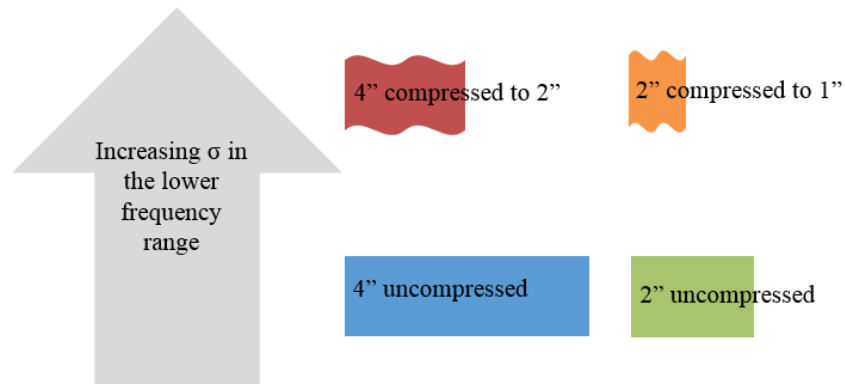 Increasing σ in
the lower
frequency
range
4” compressed to 2”
2” compressed to 1”
4” uncompressed
2” uncompressed